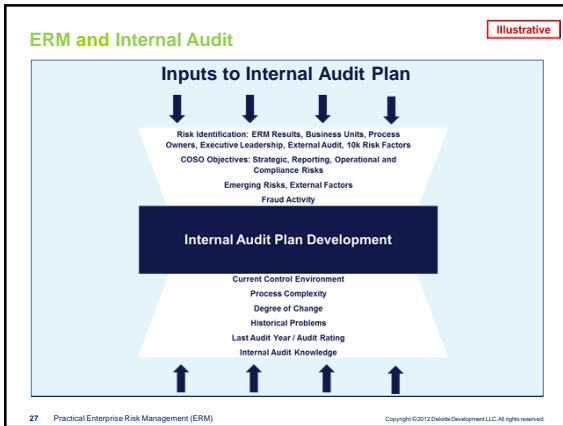 ERM and Internal Audit
Illustrative
Inputs to Internal Audit Plan
Risk Identification: ERM Results, Business Units, Process
Owners, Executive Leadership, External Audit, 10k Risk Factors
COSO Objectives: Strategic, Reporting, Operational and
Compliance Risks
Emerging Risks, External Factors
Fraud Activity
Internal Audit Plan Development
Current Control Environment
Process Complexity
Degree of Change
Historical Problems
Last Audit Year / Audit Rating
Internal Audit Knowledge
27 Practical Enterprise Risk Management (ERM)
Copyright ©2012 Deloitte Development LLC. All rights reserved.